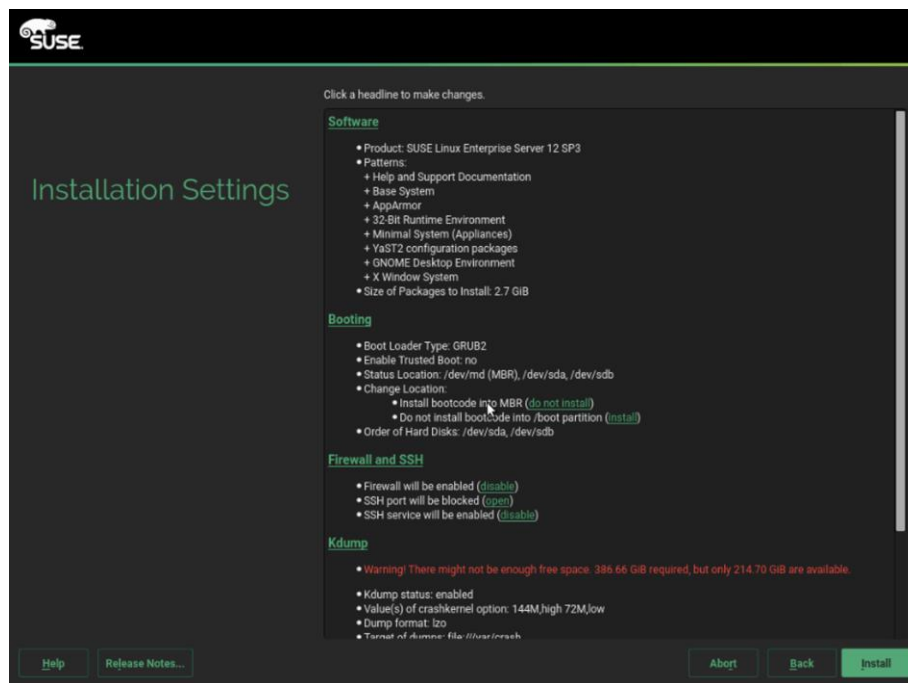 SUSE.
Click a headline to make changes.
Installation Settings
Software
Product: SUSE Linux Enterprise Server 12 SP3
Patterns:
+ Help and Support Documentation
+ Base System
+ AppArmor
+ 32-Bit Runtime Environment
+ Minimal System (Appliances)
+ YaST2 configuration packages
+ GNOME Desktop Environment
+ X Window System
Size of Packages to Install: 2.7 GiB
Booting
Boot Loader Type: GRUB2
Enable Trusted Boot: no
Status Location: /dev/md (MBR), /dev/sda, /dev/sdb
Change Location:
Install bootcode into MBR (do not install)
Do not install bootcode into /boot partition (install)
Order of Hard Disks: /dev/sda, /dev/sdb
Firewall and SSH
Firewall will be enabled (disable)
SSH port will be blocked (open)
SSH service will be enabled (disable)
Kdump
Warning! There might not be enough free space. 386.66 GiB required, but only 214.70 GiB are available.
Kdump status: enabled
Value(s) of crashkernel option: 144M,high 72M,low
Dump format: lzo
Target of dumps: file:///var/crash
Help
Release Notes...
Abort
Back
Install